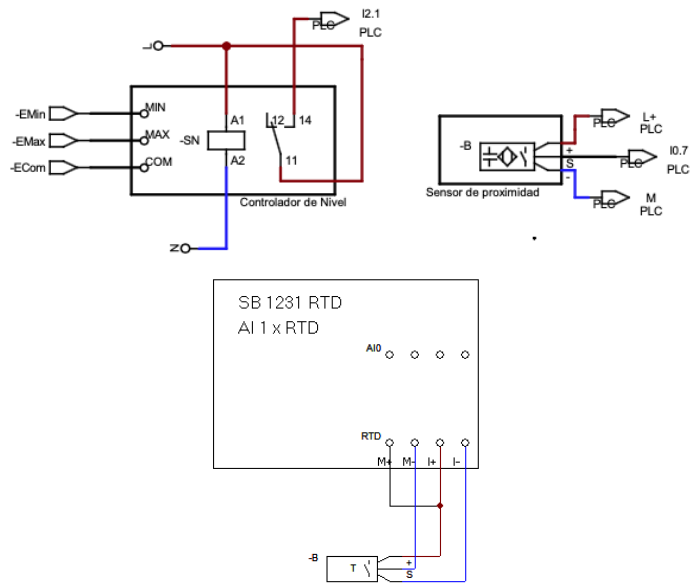 I2.1
PLC
PLC
L
-EMin
MIN
-EMax
MAX
-ECom
COM
A1
-SN
A2
12
14
11
Controlador de Nivel
N
-B
+
S
-
Sensor de proximidad
L+
PLC
PLC
I0.7
PLC
PLC
M
PLC
PLC
SB 1231 RTD
AI 1 x RTD
AI0
RTD
M+
M-
I+
I-
-B
T
+
S